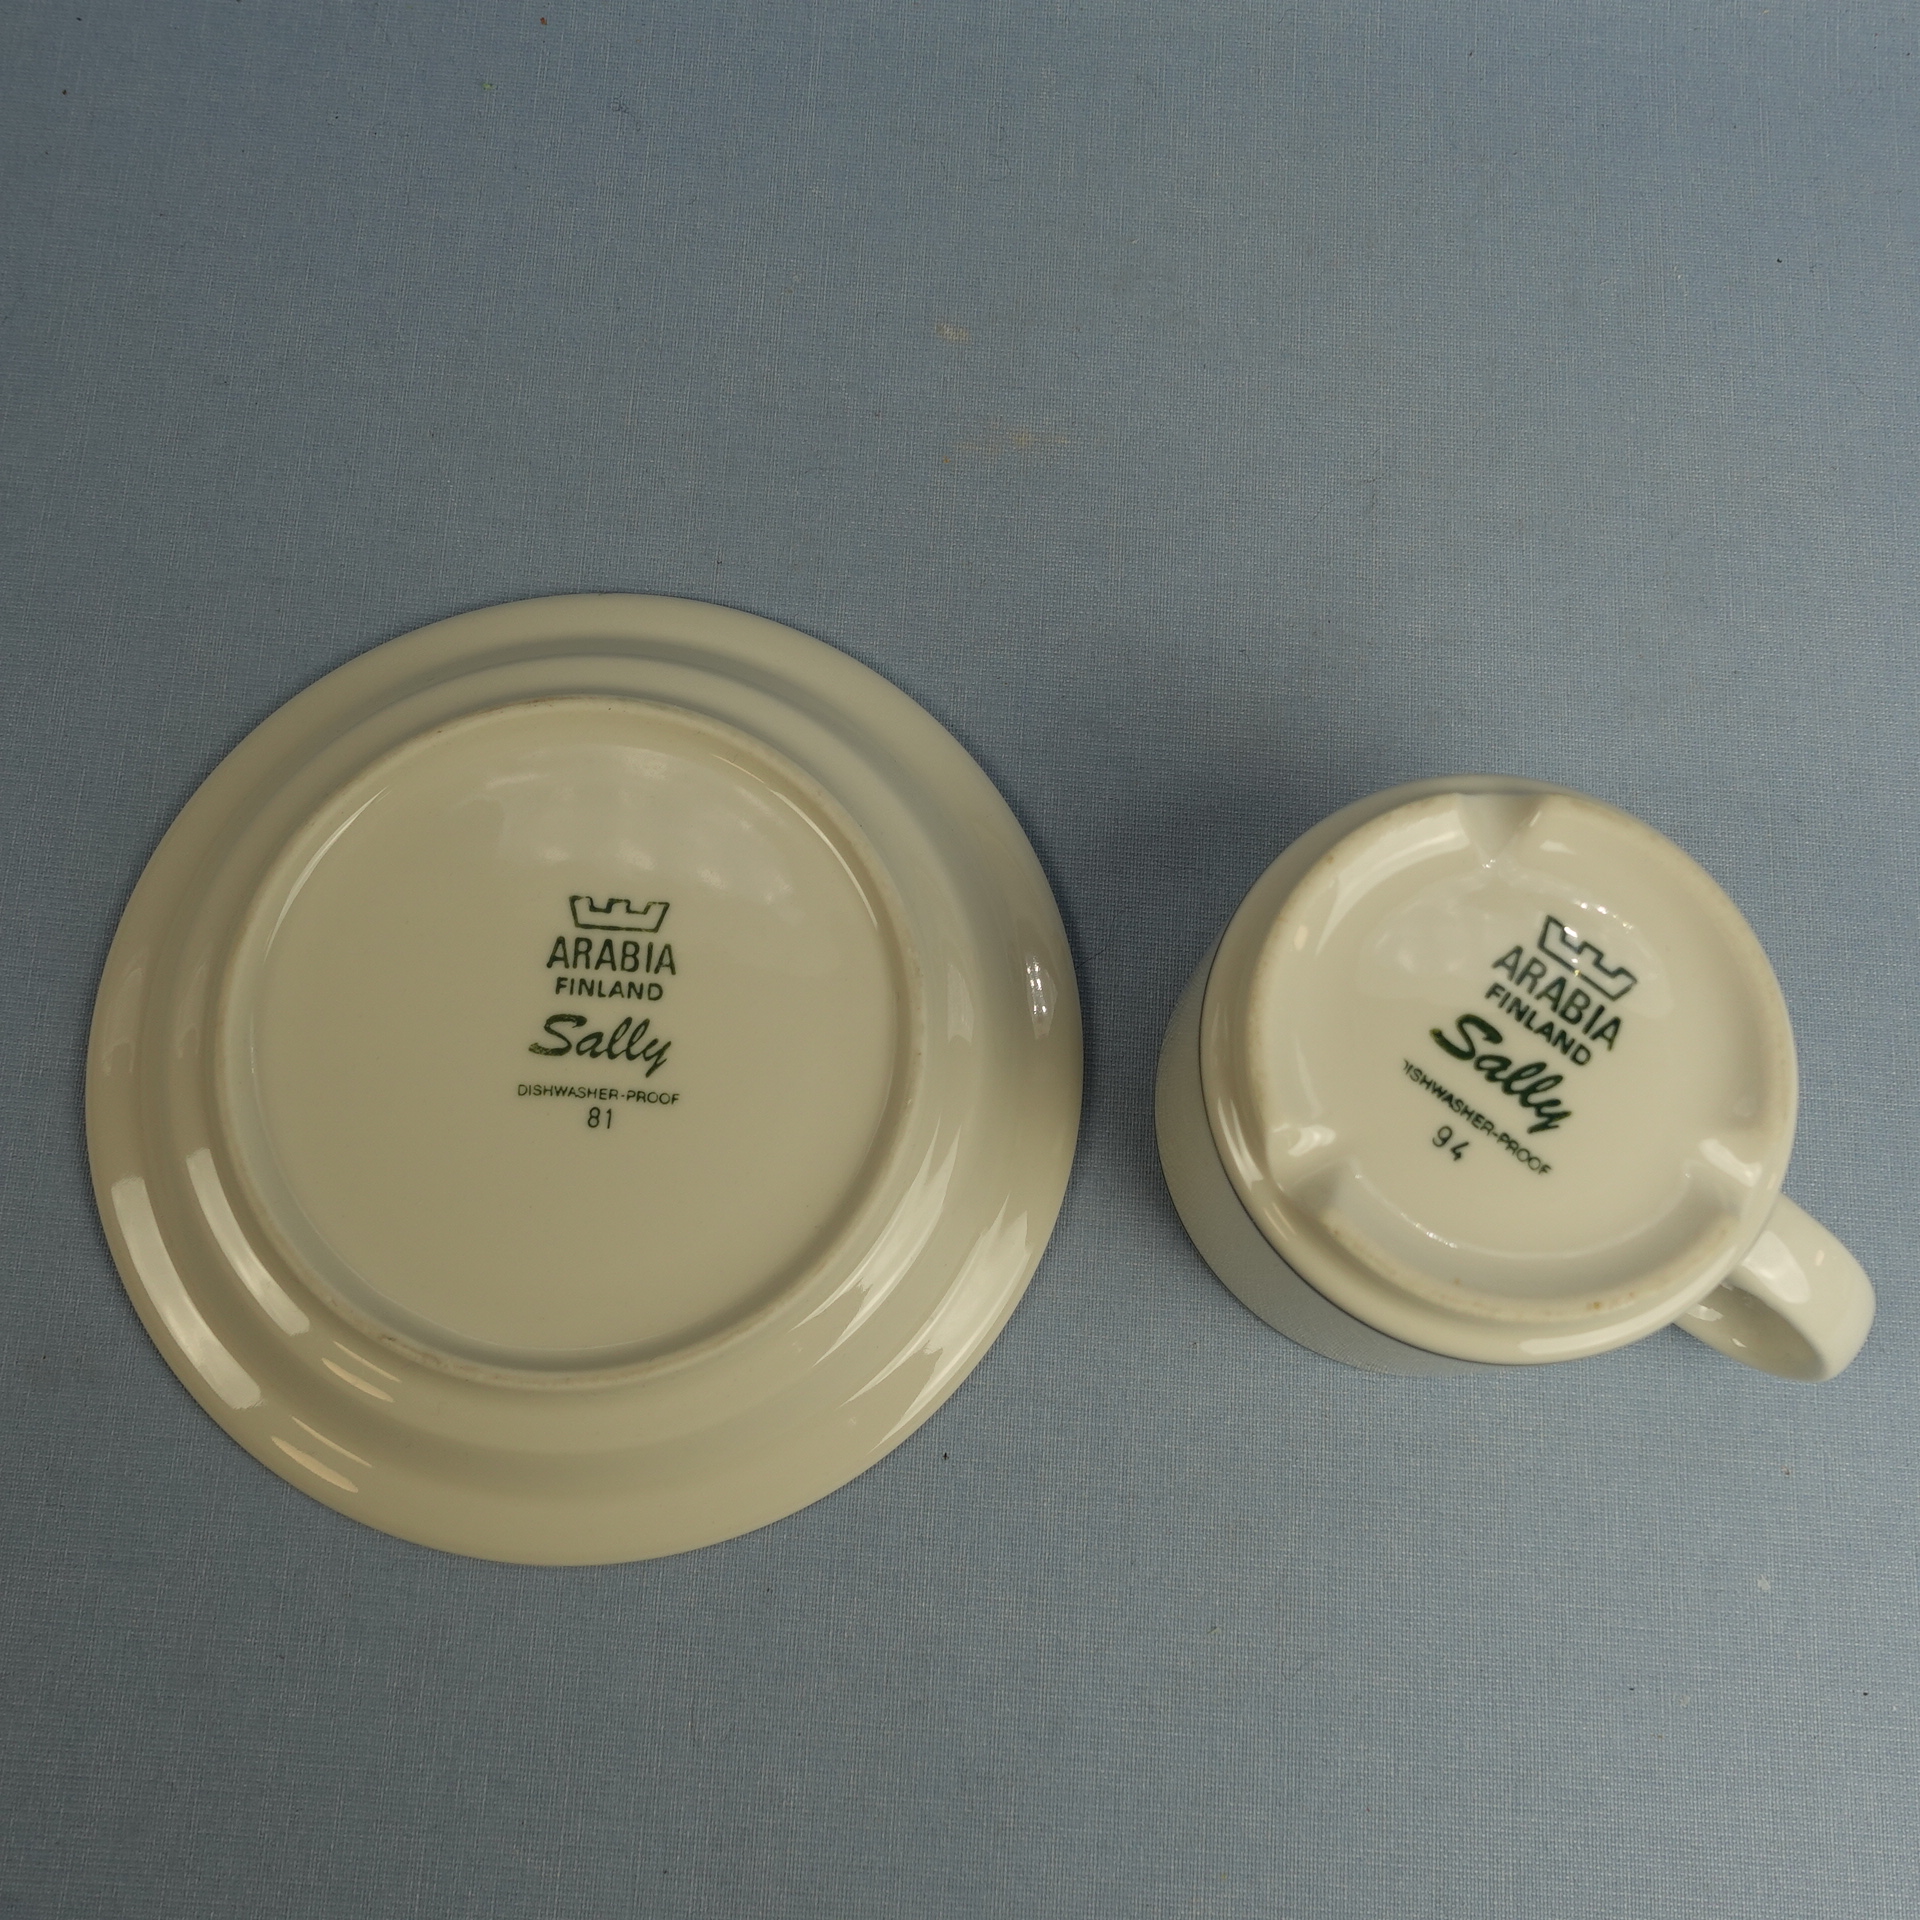 ARABIA
FINLAND
Sally
DISHWASHER-PROOF
81
ARABIA
FINLAND
Sally
DISHWASHER-PROOF
94